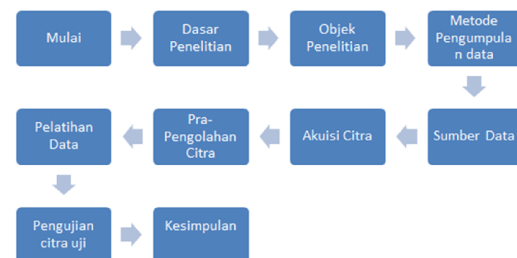 Mulai
Dasar
Penelitian
Objek
Penelitian
Metode
Pengumpula
n data
Sumber Data
Akuisi Citra
Pra-
Pengolahan
Citra
Pelatihan
Data
Pengujian
citra uji
Kesimpulan